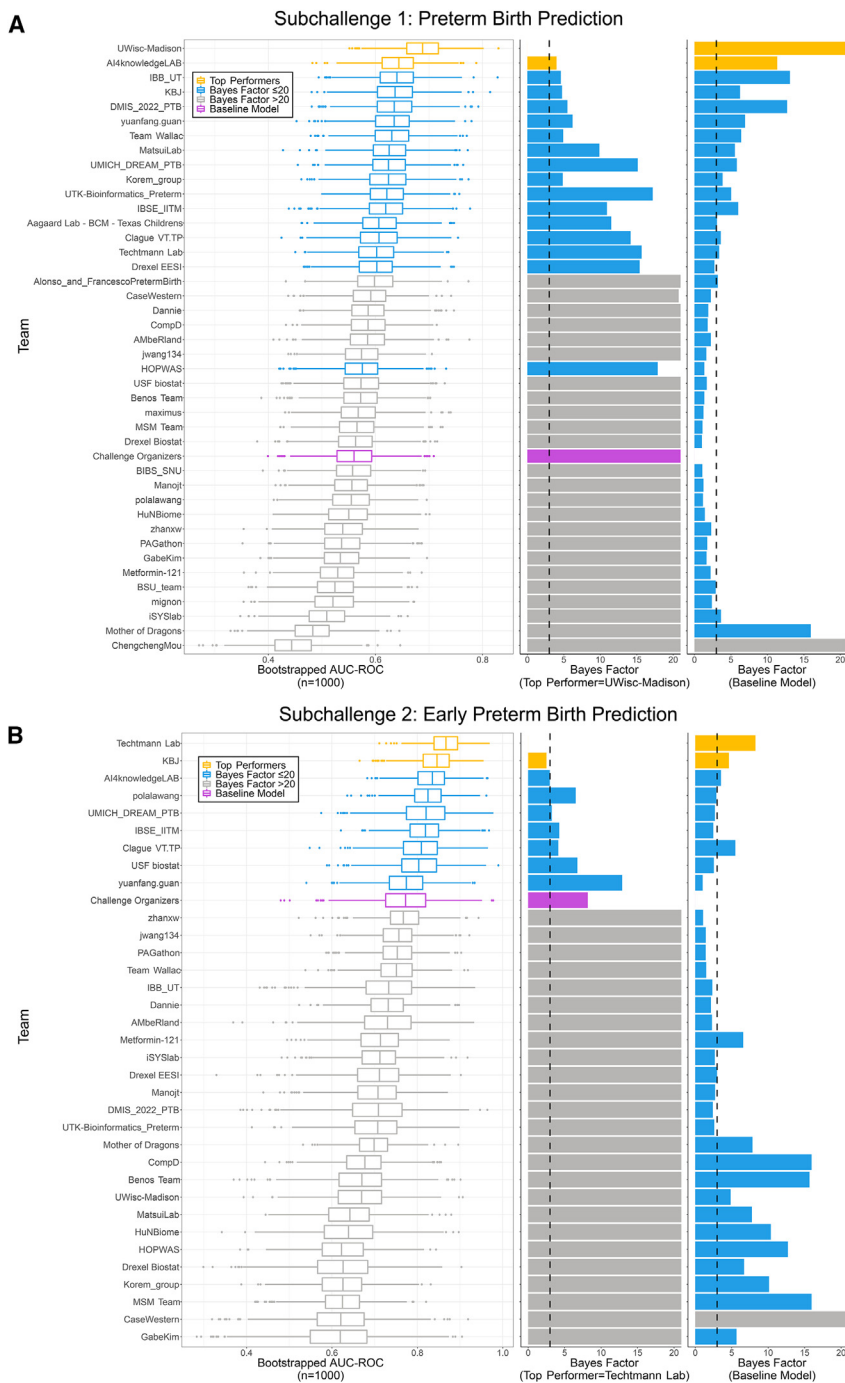 A
Subchallenge 1: Preterm Birth Prediction
Team
UWisc-Madison
AI4knowledgeLAB
IBB_UT
KBJ
DMIS_2022_PTB
yuanfang.guan
Team Wallac
MatsuiLab
UMICH_DREAM_PTB
Korem_group
UTK-Bioinformatics_Preterm
IBSE_IITM
Aagaard Lab - BCM - Texas Childrens
Clague VT.TP
Techtmann Lab
Drexel EESI
Alonso_and_FrancescoPretermBirth
CaseWestern
Dannie
CompD
AMbeRland
jwang134
HOPWAS
USF biostat
Benos Team
maximus
MSM Team
Drexel Biostat
Challenge Organizers
BIBS_SNU
Manojt
polalawang
HuNBiome
zhanxw
PAGathon
GabeKim
Metformin-121
BSU_team
mignon
iSYSlab
Mother of Dragons
ChengchengMou
Top Performers
Bayes Factor ≤20
Bayes Factor >20
Baseline Model
0.4 0.6 0.8
Bootstrapped AUC-ROC
(n=1000)
0 5 10 15 20
Bayes Factor
(Top Performer=UWisc-Madison)
0 5 10 15 20
Bayes Factor
(Baseline Model)
B
Subchallenge 2: Early Preterm Birth Prediction
Team
Techtmann Lab
KBJ
AI4knowledgeLAB
polalawang
UMICH_DREAM_PTB
IBSE_IITM
Clague VT.TP
USF biostat
yuanfang.guan
Challenge Organizers
zhanxw
jwang134
PAGathon
Team Wallac
IBB_UT
Dannie
AMbeRland
Metformin-121
iSYSlab
Drexel EESI
Manojt
DMIS_2022_PTB
UTK-Bioinformatics_Preterm
Mother of Dragons
CompD
Benos Team
UWisc-Madison
MatsuiLab
HuNBiome
HOPWAS
Drexel Biostat
Korem_group
MSM Team
CaseWestern
GabeKim
Top Performers
Bayes Factor ≤20
Bayes Factor >20
Baseline Model
0.4 0.6 0.8 1.0
Bootstrapped AUC-ROC
(n=1000)
0 5 10 15 20
Bayes Factor
(Top Performer=Techtmann Lab)
0 5 10 15 20
Bayes Factor
(Baseline Model)